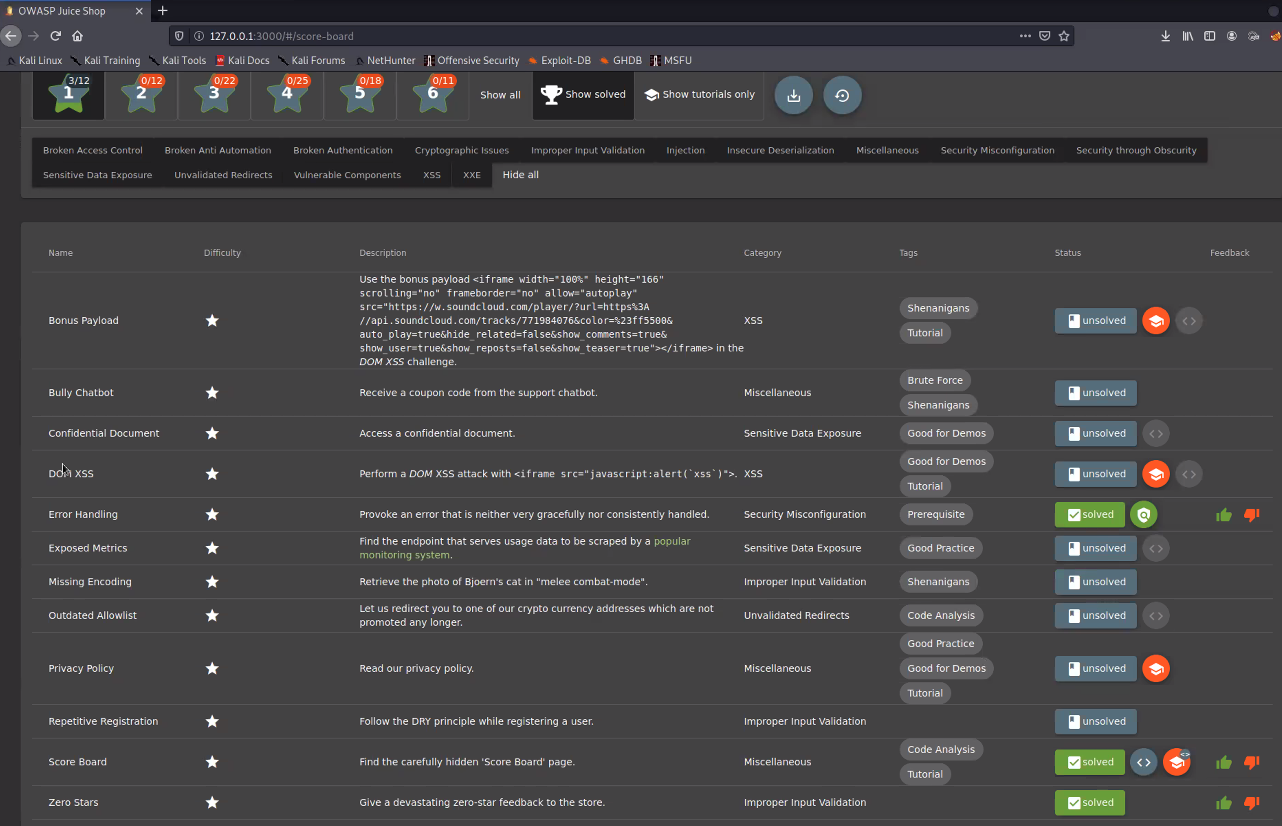 OWASP Juice Shop
127.0.0.1:3000/#/score-board
Kali Linux Kali Training Kali Tools Kali Docs Kali Forums NetHunter Offensive Security Exploit-DB GHDB MSFU
3/12 0/12 0/22 0/25 0/18 0/11
1 2 3 4 5 6 Show all Show solved Show tutorials only
Broken Access Control Broken Anti Automation Broken Authentication Cryptographic Issues Improper Input Validation Injection Insecure Deserialization Miscellaneous Security Misconfiguration Security through Obscurity
Sensitive Data Exposure Unvalidated Redirects Vulnerable Components XSS XXE Hide all
Name Difficulty Description Category Tags Status Feedback
Use the bonus payload <iframe width="100%" height="166"
scrolling="no" frameborder="no" allow="autoplay"
src="https://w.soundcloud.com/player/?url=https%3A
//api.soundcloud.com/tracks/771984076&color=%23ff5500&
auto_play=true&hide_related=false&show_comments=true&
show_user=true&show_reposts=false&show_teaser=true"></iframe> in the
DOM XSS challenge.
Bonus Payload XSS Shenanigans Tutorial unsolved
Bully Chatbot Receive a coupon code from the support chatbot. Miscellaneous Brute Force Shenanigans unsolved
Confidential Document Access a confidential document. Sensitive Data Exposure Good for Demos unsolved
DOM XSS Perform a DOM XSS attack with <iframe src="javascript:alert(`xss`)">. XSS Good for Demos Tutorial unsolved
Error Handling Provoke an error that is neither very gracefully nor consistently handled. Security Misconfiguration Prerequisite solved
Exposed Metrics Find the endpoint that serves usage data to be scraped by a popular
monitoring system. Sensitive Data Exposure Good Practice unsolved
Missing Encoding Retrieve the photo of Bjoern's cat in "melee combat-mode". Improper Input Validation Shenanigans unsolved
Outdated Allowlist Let us redirect you to one of our crypto currency addresses which are not
promoted any longer. Unvalidated Redirects Code Analysis unsolved
Privacy Policy Read our privacy policy. Miscellaneous Good Practice Good for Demos Tutorial unsolved
Repetitive Registration Follow the DRY principle while registering a user. Improper Input Validation unsolved
Score Board Find the carefully hidden 'Score Board' page. Miscellaneous Code Analysis Tutorial solved
Zero Stars Give a devastating zero-star feedback to the store. Improper Input Validation solved